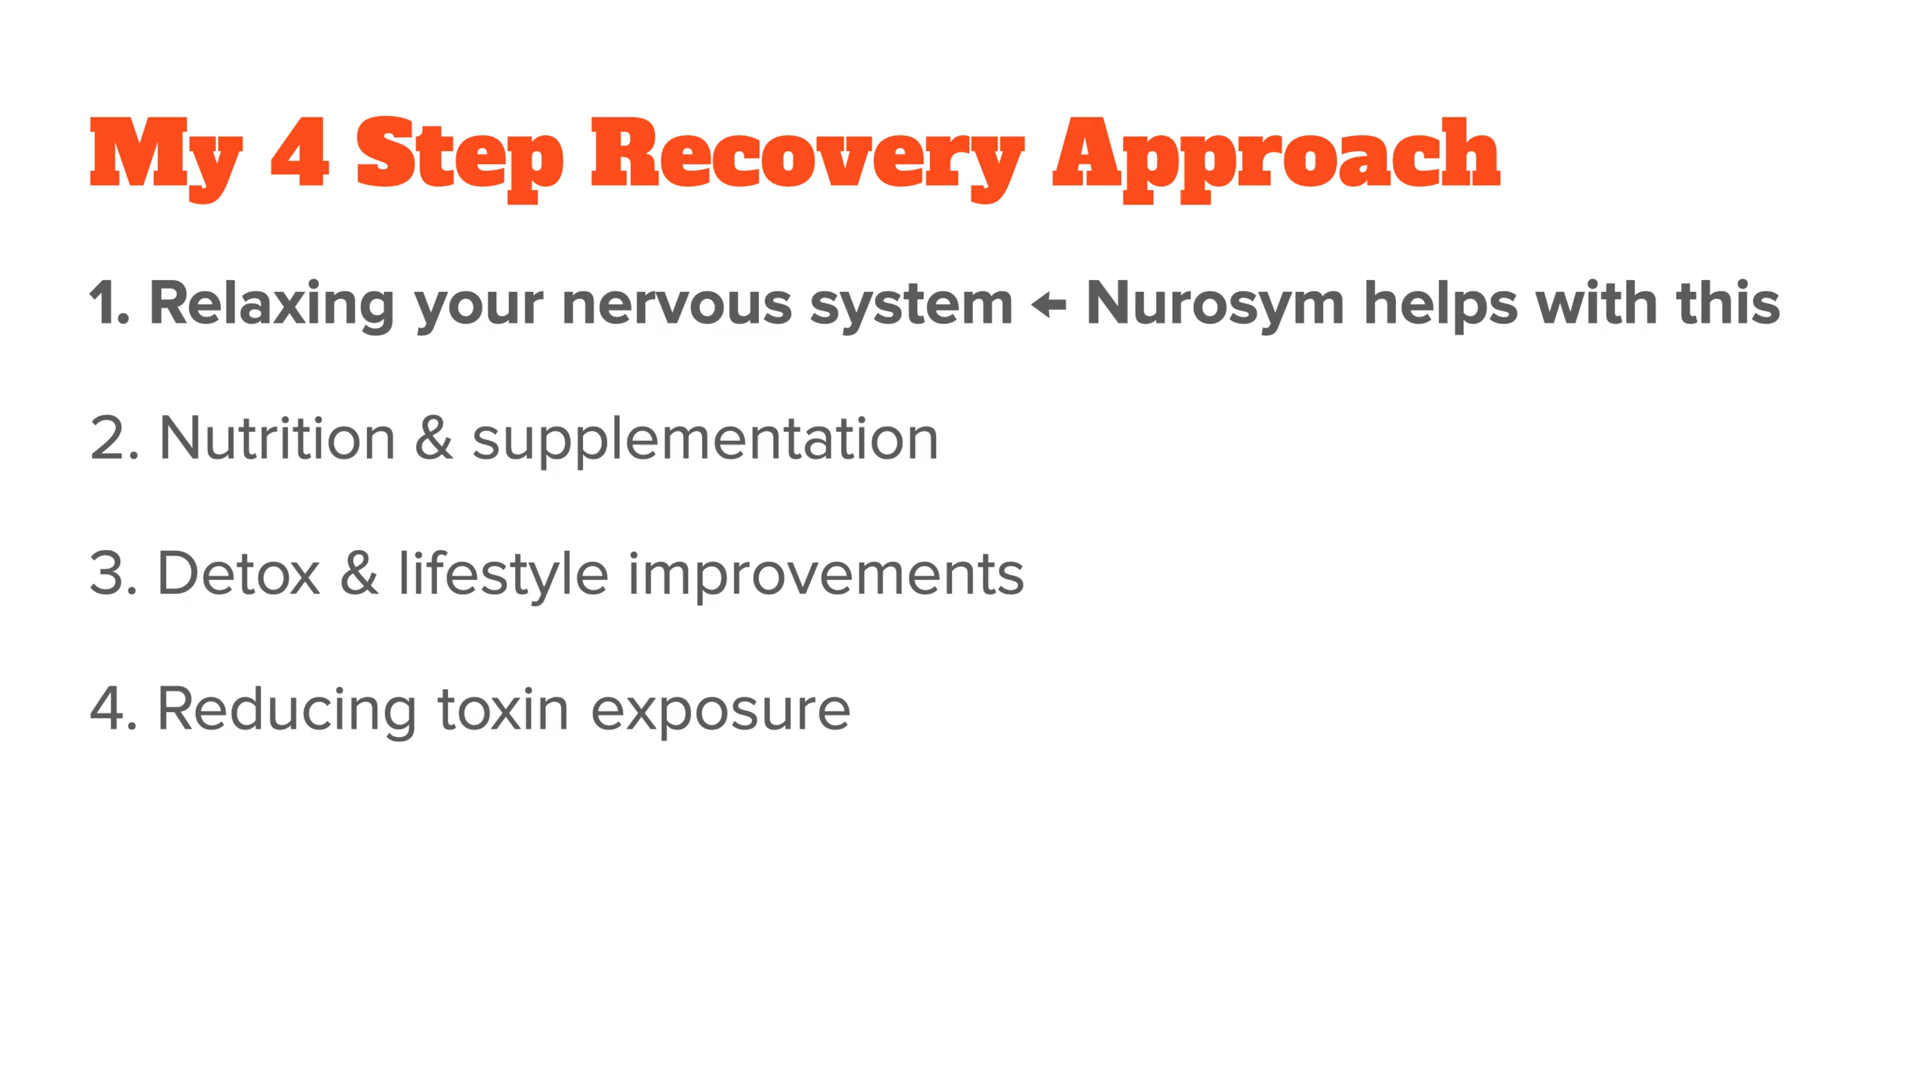 My 4 Step Recovery Approach
1. Relaxing your nervous system ← Nurosym helps with this
2. Nutrition & supplementation
3. Detox & lifestyle improvements
4. Reducing toxin exposure